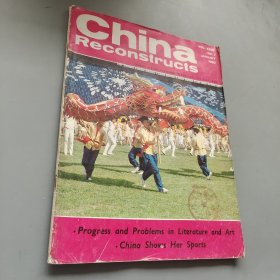 China
Reconstructs
· Progress and Problems in Literature and Art
· China Shows Her Sports